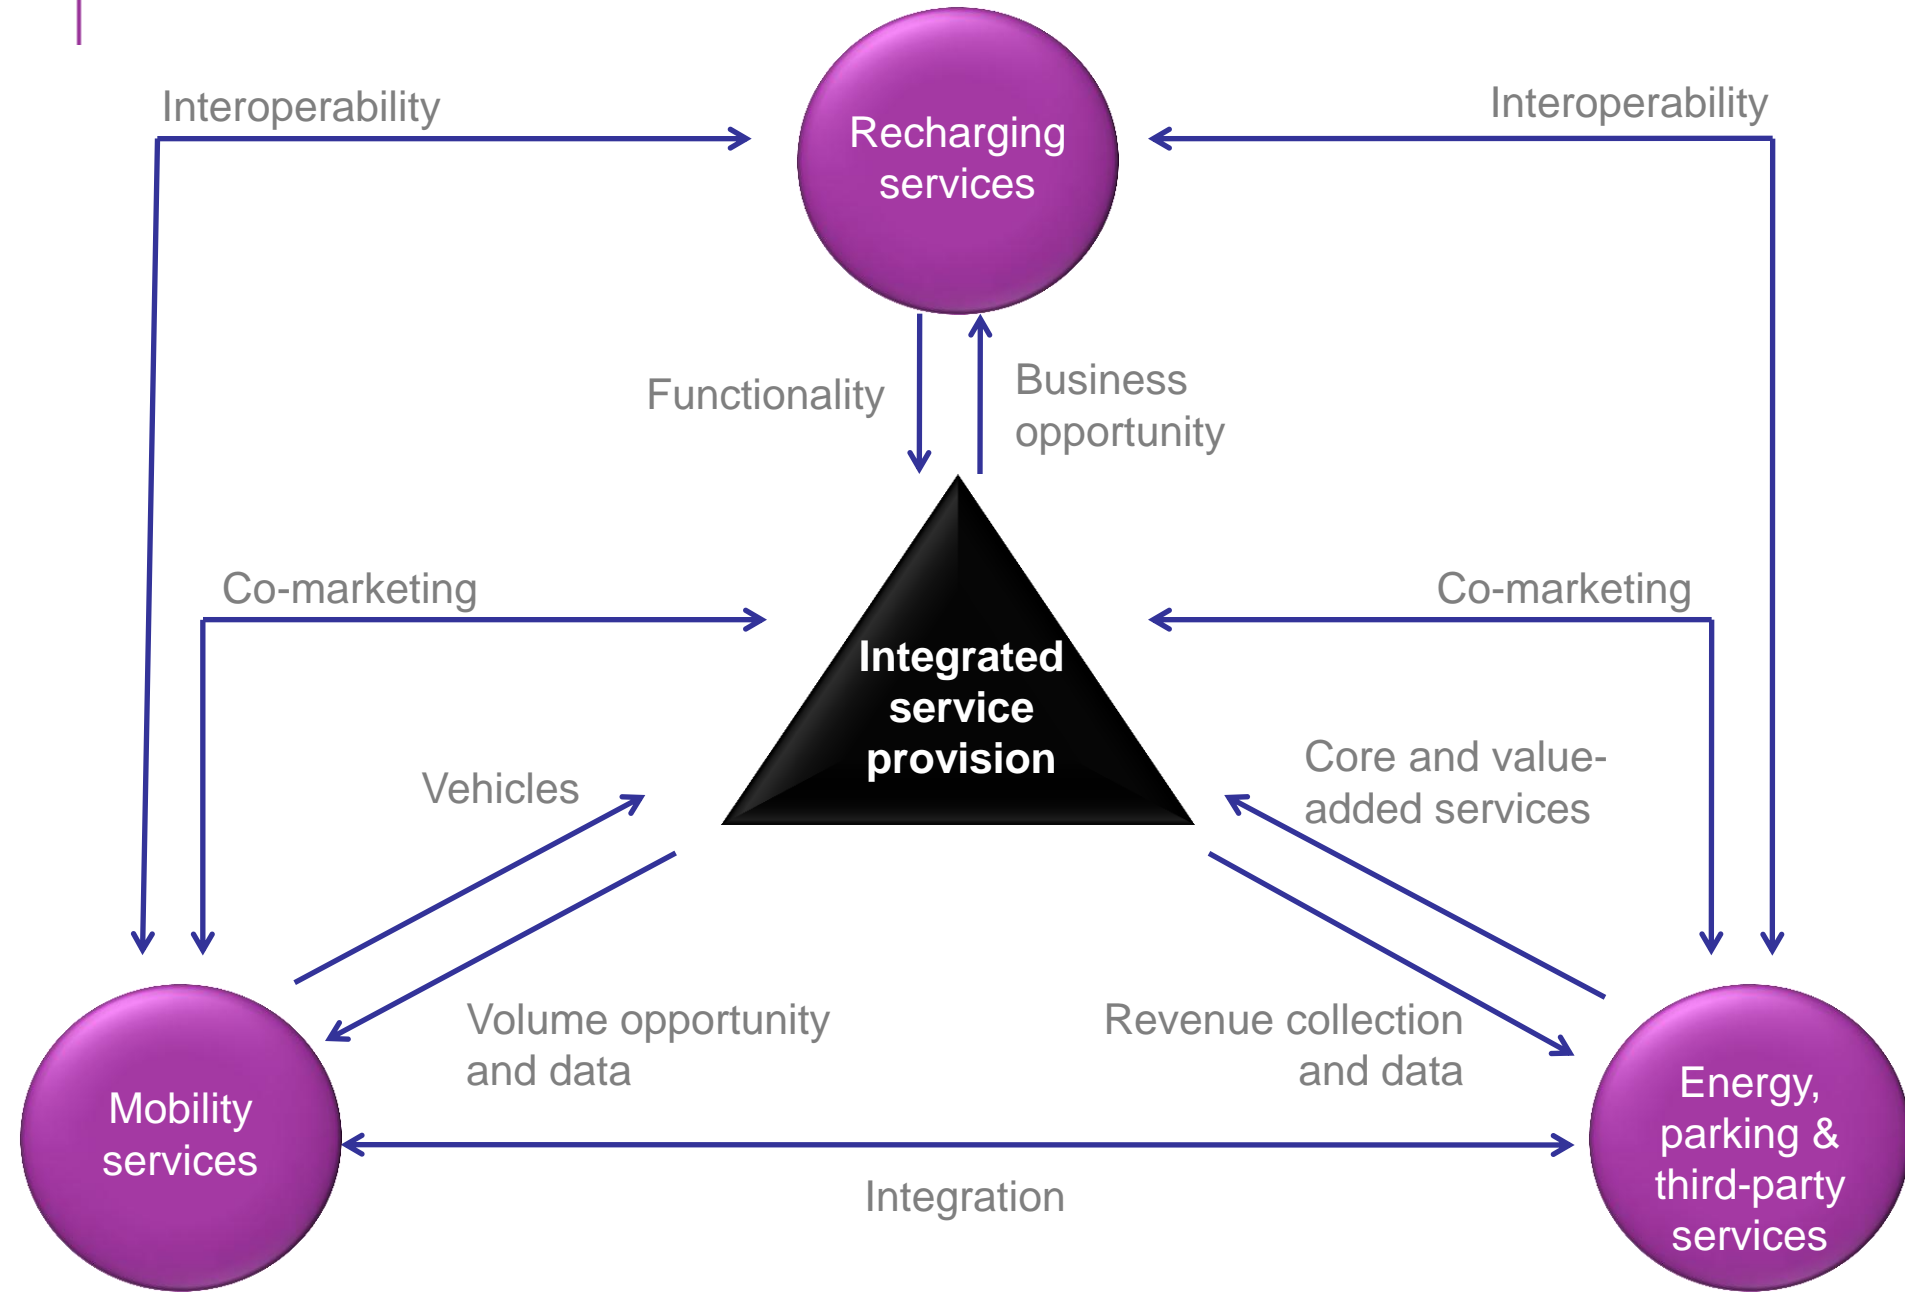 Interoperability
Interoperability
Recharging
services
Functionality
Business
opportunity
Co-marketing
Co-marketing
Integrated
service
provision
Vehicles
Core and value-
added services
Volume opportunity
and data
Revenue collection
and data
Mobility
services
Energy,
parking &
third-party
services
Integration